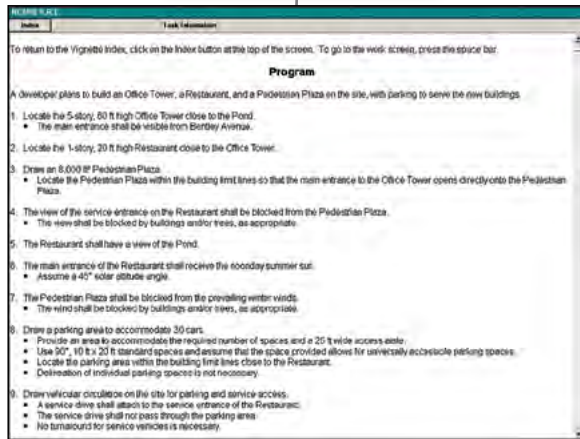 Index
Task Information
To return to the Vignette Index, click on the Index button at the top of the screen. To go to the work screen, press the space bar.
Program
A developer plans to build an Office Tower, a Restaurant, and a Pedestrian Plaza on the site, with parking to serve the new buildings.
1. Locate the 5-story, 60 ft high Office Tower close to the Pond.
• The main entrance shall be visible from Bentley Avenue.
2. Locate the 1-story, 20 ft high Restaurant close to the Office Tower.
3. Draw an 8,000 ft² Pedestrian Plaza.
• Locate the Pedestrian Plaza within the building limit lines so that the main entrance to the Office Tower opens directly onto the Pedestrian
Plaza.
4. The view of the service entrance on the Restaurant shall be blocked from the Pedestrian Plaza.
• The view shall be blocked by buildings and/or trees, as appropriate.
5. The Restaurant shall have a view of the Pond.
6. The main entrance of the Restaurant shall receive the noonday summer sun.
• Assume a 45° solar altitude angle.
7. The Pedestrian Plaza shall be blocked from the prevailing winter winds.
• The wind shall be blocked by buildings and/or trees, as appropriate.
8. Draw a parking area to accommodate 30 cars.
• Provide an area to accommodate the required number of spaces and a 25 ft wide access aisle.
• Use 90°, 10 ft x 20 ft standard spaces and assume that the space provided allows for universally accessible parking spaces.
• Locate the parking area within the building limit lines close to the Restaurant.
• Delineation of individual parking spaces is not necessary.
9. Draw vehicular circulation on the site for parking and service access.
• A service drive shall attach to the service entrance of the Restaurant.
• The service drive shall not pass through the parking area.
• No turnaround for service vehicles is necessary.